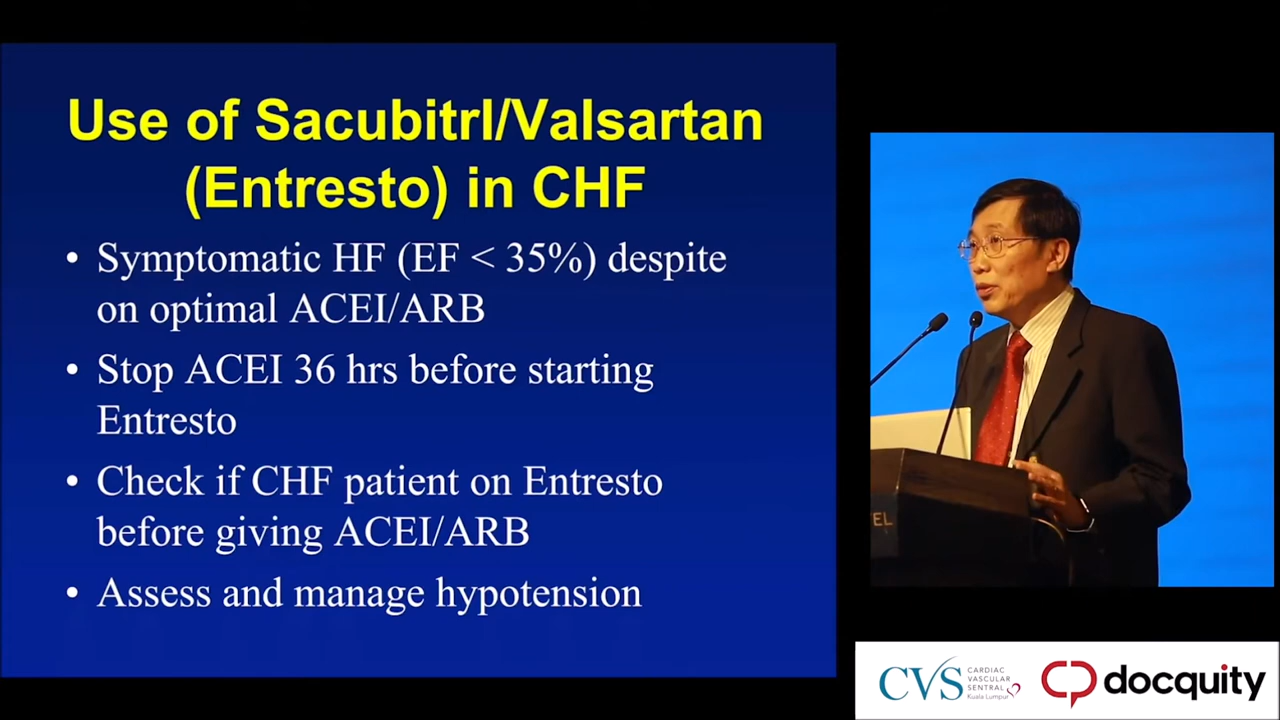 Use of Sacubitrl/Valsartan
(Entresto) in CHF
• Symptomatic HF (EF < 35%) despite
on optimal ACEI/ARB
• Stop ACEI 36 hrs before starting
Entresto
• Check if CHF patient on Entresto
before giving ACEI/ARB
• Assess and manage hypotension
TEL
CVS
CARDIAC
VASCULAR
SENTRAL
Kuala Lumpur
docquity